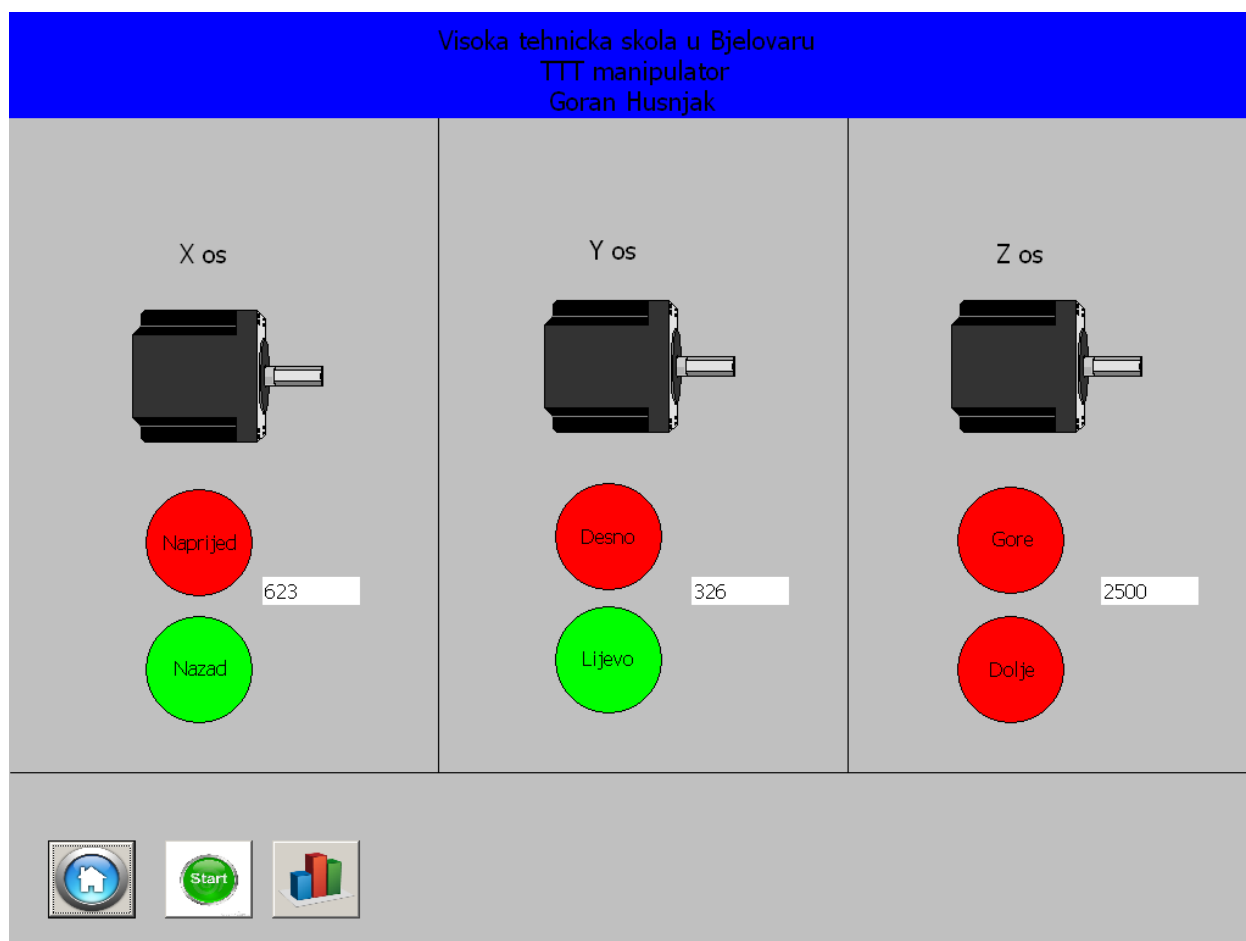 Visoka tehnicka skola u Bjelovaru
TTT manipulator
Goran Husnjak
X os
Y os
Z os
Naprijed
Desno
Gore
623
326
2500
Nazad
Lijevo
Dolje
Start